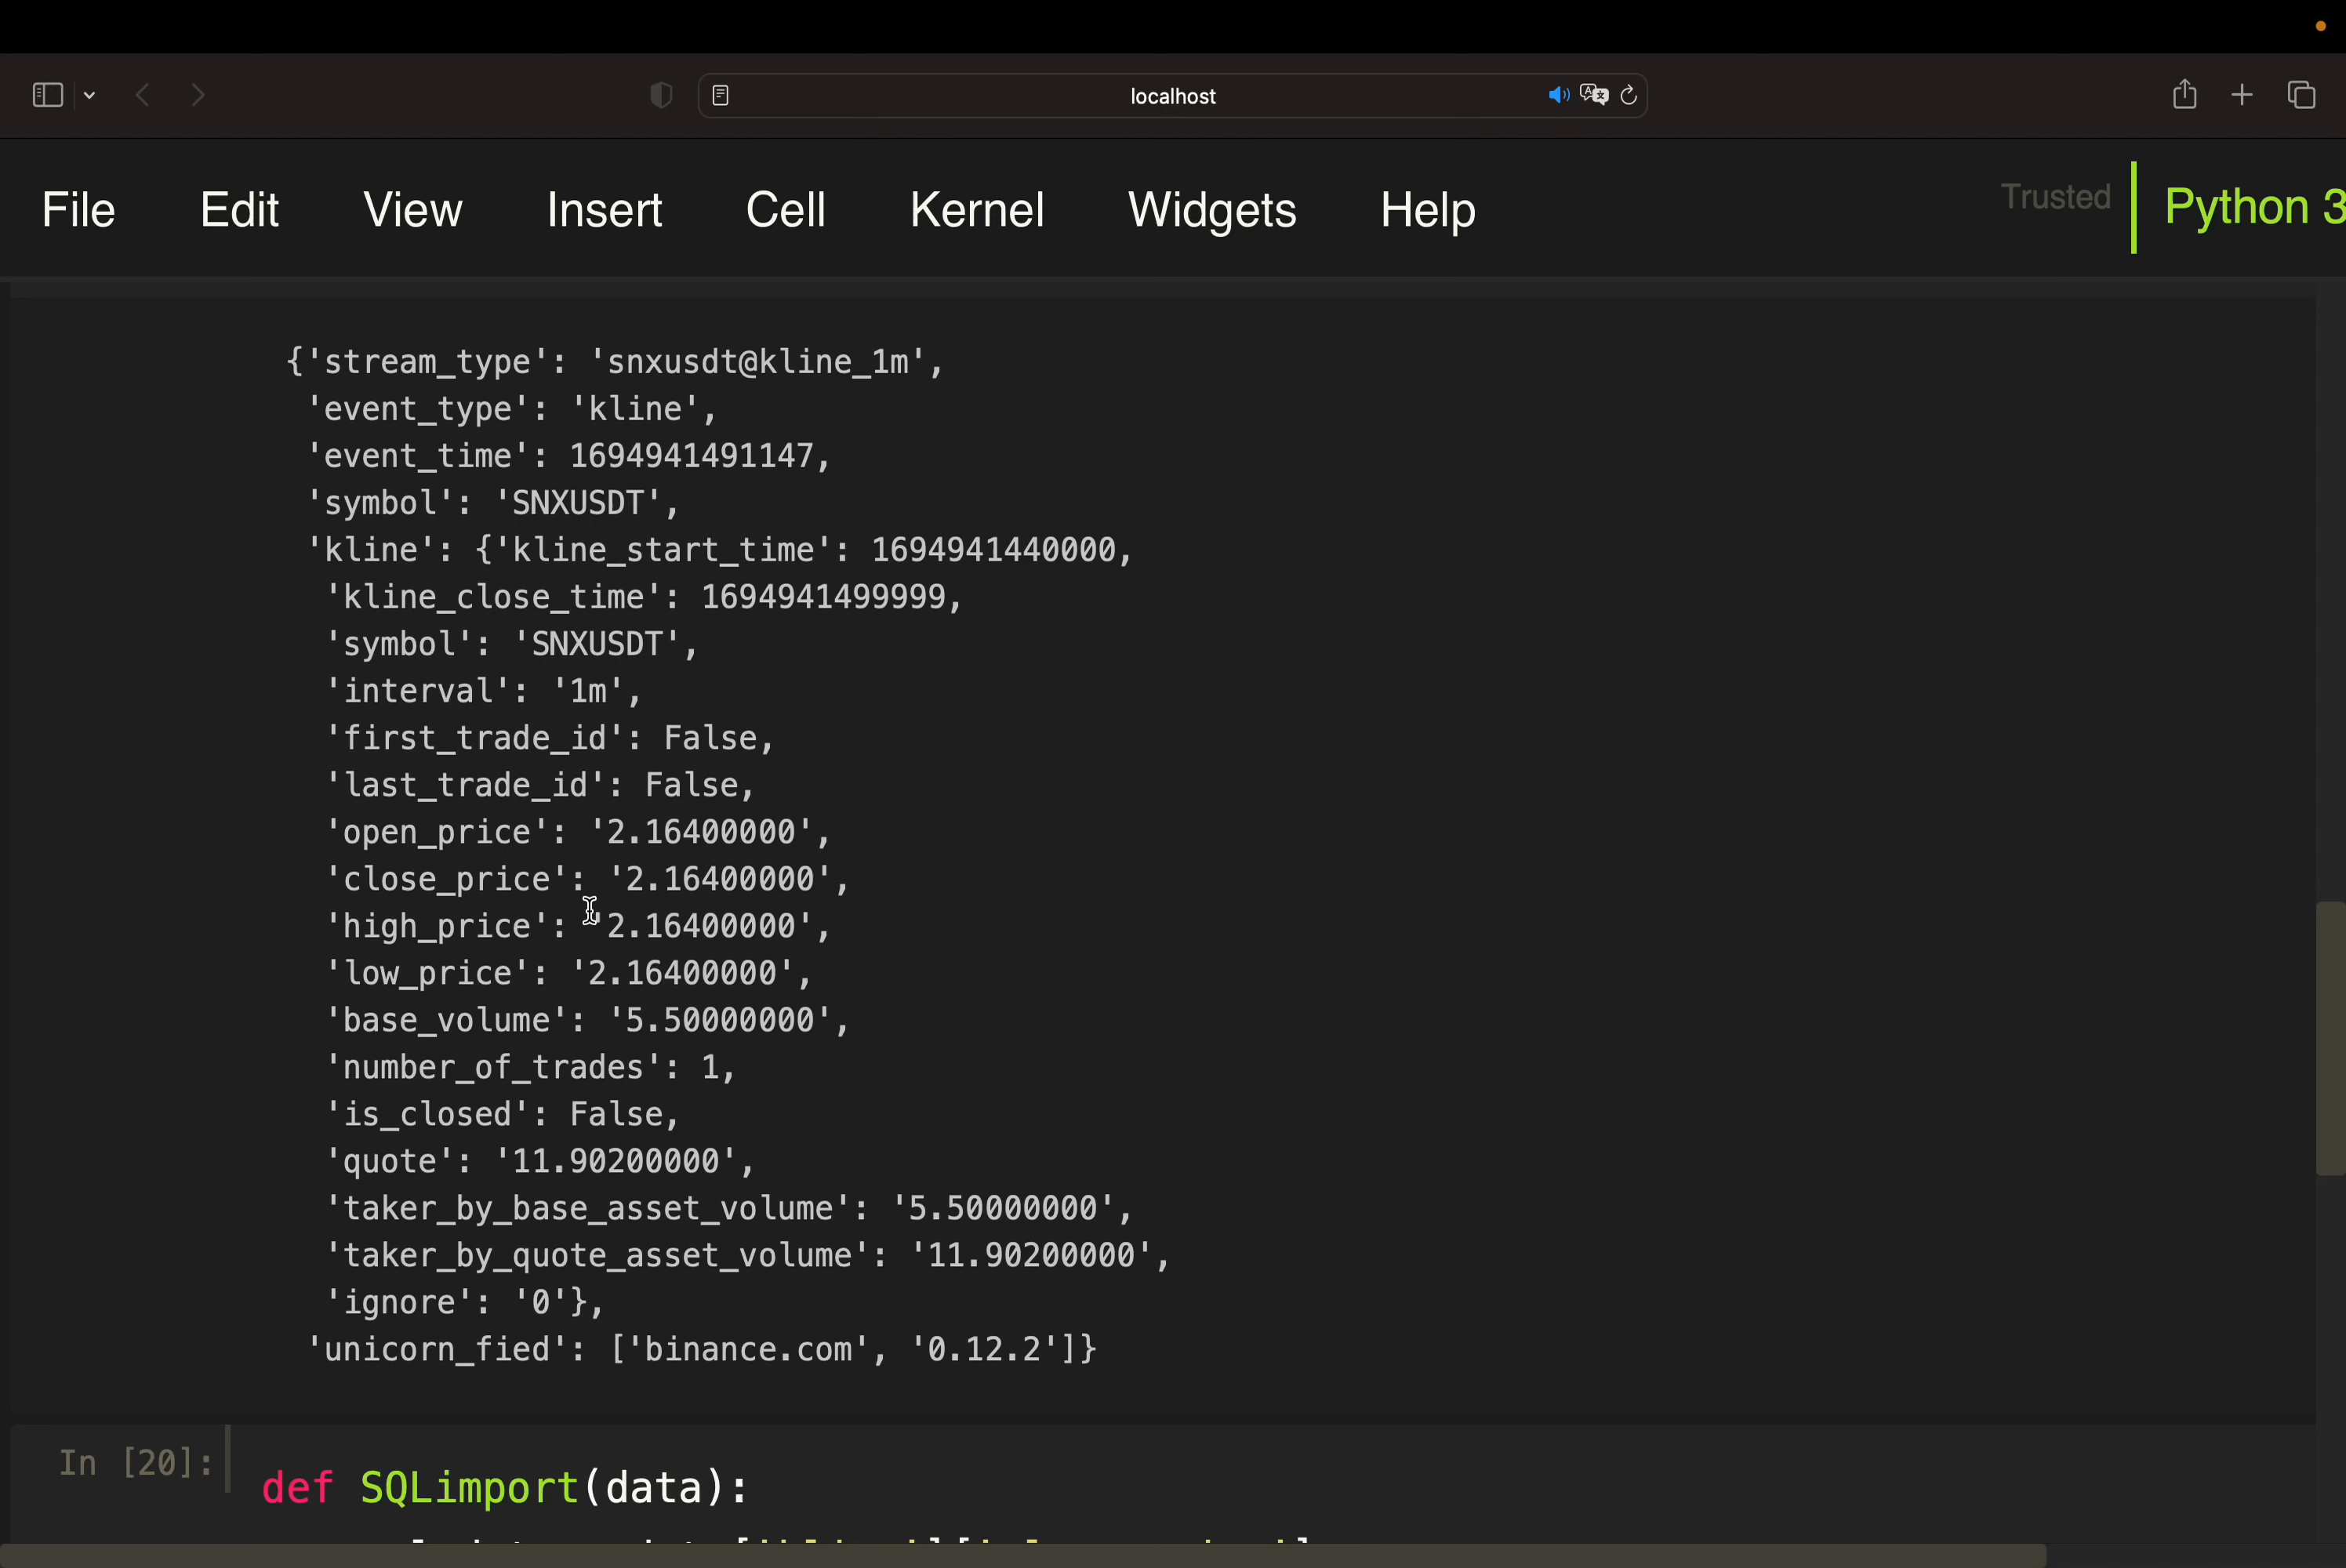 localhost
File Edit View Insert Cell Kernel Widgets Help Trusted Python 3
{'stream_type': 'snxusdt@kline_1m',
'event_type': 'kline',
'event_time': 1694941491147,
'symbol': 'SNXUSDT',
'kline': {'kline_start_time': 1694941440000,
'kline_close_time': 1694941499999,
'symbol': 'SNXUSDT',
'interval': '1m',
'first_trade_id': False,
'last_trade_id': False,
'open_price': '2.16400000',
'close_price': '2.16400000',
'high_price': '2.16400000',
'low_price': '2.16400000',
'base_volume': '5.50000000',
'number_of_trades': 1,
'is_closed': False,
'quote': '11.90200000',
'taker_by_base_asset_volume': '5.50000000',
'taker_by_quote_asset_volume': '11.90200000',
'ignore': '0'},
'unicorn_fied': ['binance.com', '0.12.2']}
In [20]: def SQLimport(data):